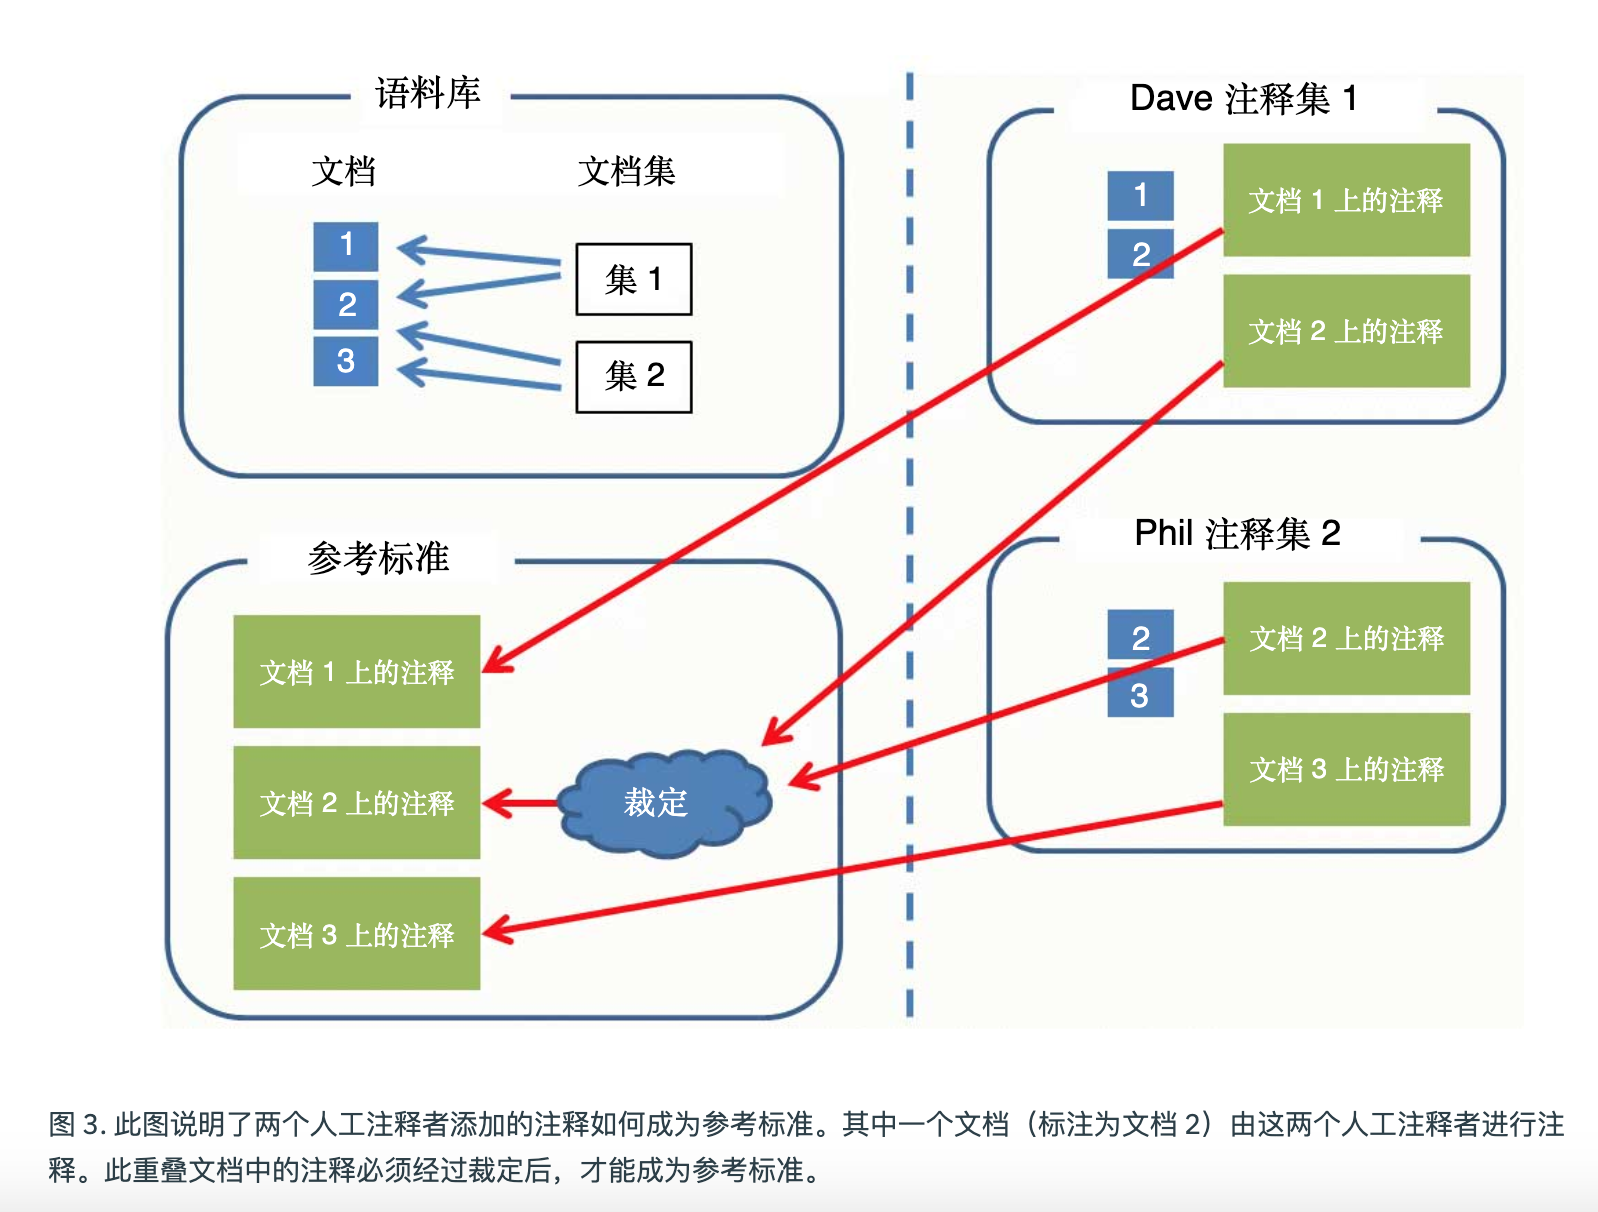 语料库
文档
文档集
1
2
3
集 1
集 2
Dave 注释集 1
1
2
文档 1 上的注释
文档 2 上的注释
参考标准
文档 1 上的注释
文档 2 上的注释
文档 3 上的注释
裁定
Phil 注释集 2
2
3
文档 2 上的注释
文档 3 上的注释
图 3. 此图说明了两个人工注释者添加的注释如何成为参考标准。其中一个文档（标注为文档 2）由这两个人工注释者进行注
释。此重叠文档中的注释必须经过裁定后，才能成为参考标准。